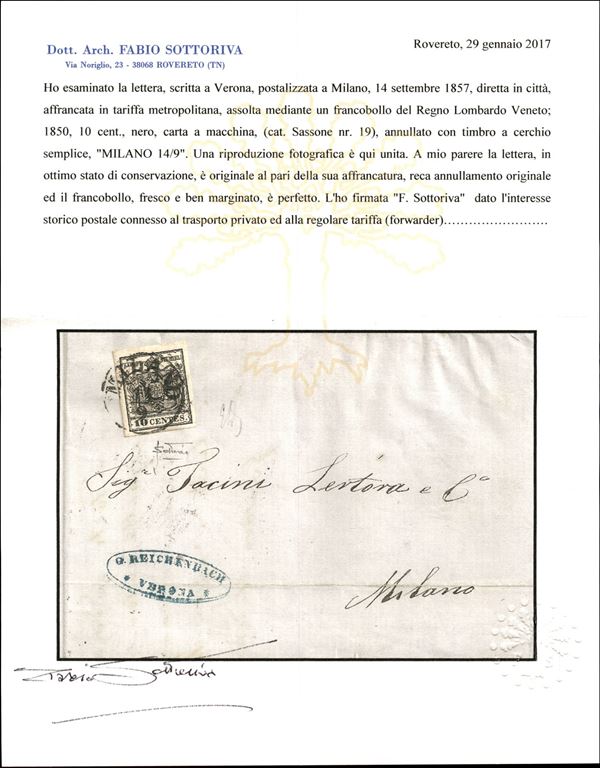 Dott. Arch. FABIO SOTTORIVA
Via Noriglio, 23 - 38068 ROVERETO (TN)
Rovereto, 29 gennaio 2017
Ho esaminato la lettera, scritta a Verona, postalizzata a Milano, 14 settembre 1857, diretta in città,
affrancata in tariffa metropolitana, assolta mediante un francobollo del Regno Lombardo Veneto;
1850, 10 cent., nero, carta a macchina, (cat. Sassone nr. 19), annullato con timbro a cerchio
semplice, "MILANO 14/9". Una riproduzione fotografica è qui unita. A mio parere la lettera, in
ottimo stato di conservazione, è originale al pari della sua affrancatura, reca annullamento originale
ed il francobollo, fresco e ben marginato, è perfetto. L'ho firmata "F. Sottoriva" dato l'interesse
storico postale connesso al trasporto privato ed alla regolare tariffa (forwarder)……………………
10 CENTES
Sig.ri Pacini Lertora e C.o
G. REICHENBACH
VERONA
Milano